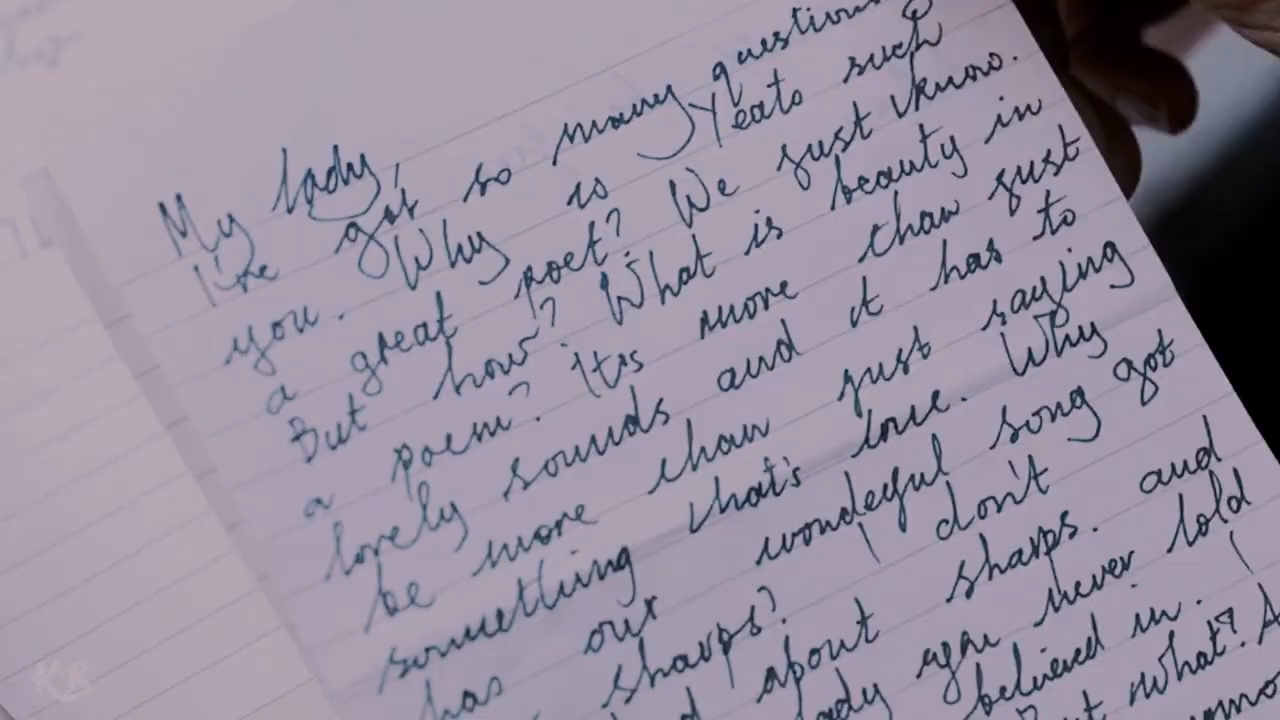 My lady,
I've got so many questions
you. Why is Yeats such
a great poet? We just know.
But how? What is beauty in
a poem? It's more than just
lovely sounds and it has to
be more than just saying
something that's love. Why
has our wonderful song got
sharps? I don't
about sharps. and
you never told
believed in. I
what?
KB